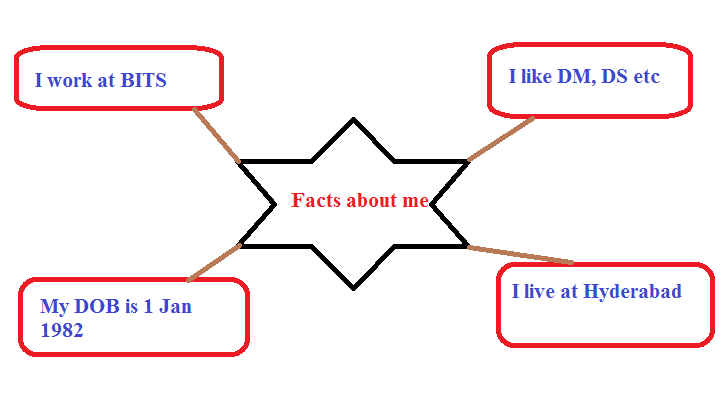 I work at BITS
I like DM, DS etc
Facts about me
My DOB is 1 Jan
1982
I live at Hyderabad